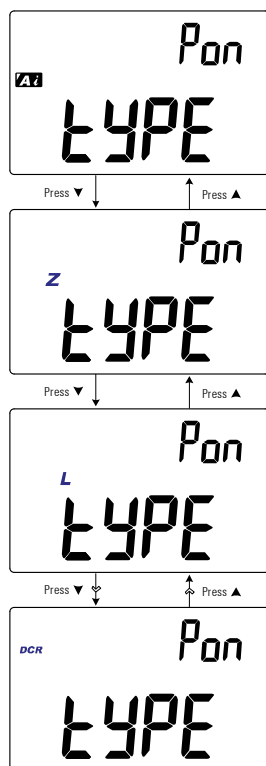 Pon
Ai
tYPE
Press ▼
Press ▲
Pon
Z
tYPE
Press ▼
Press ▲
Pon
L
tYPE
Press ▼
Press ▲
Pon
DCR
tYPE